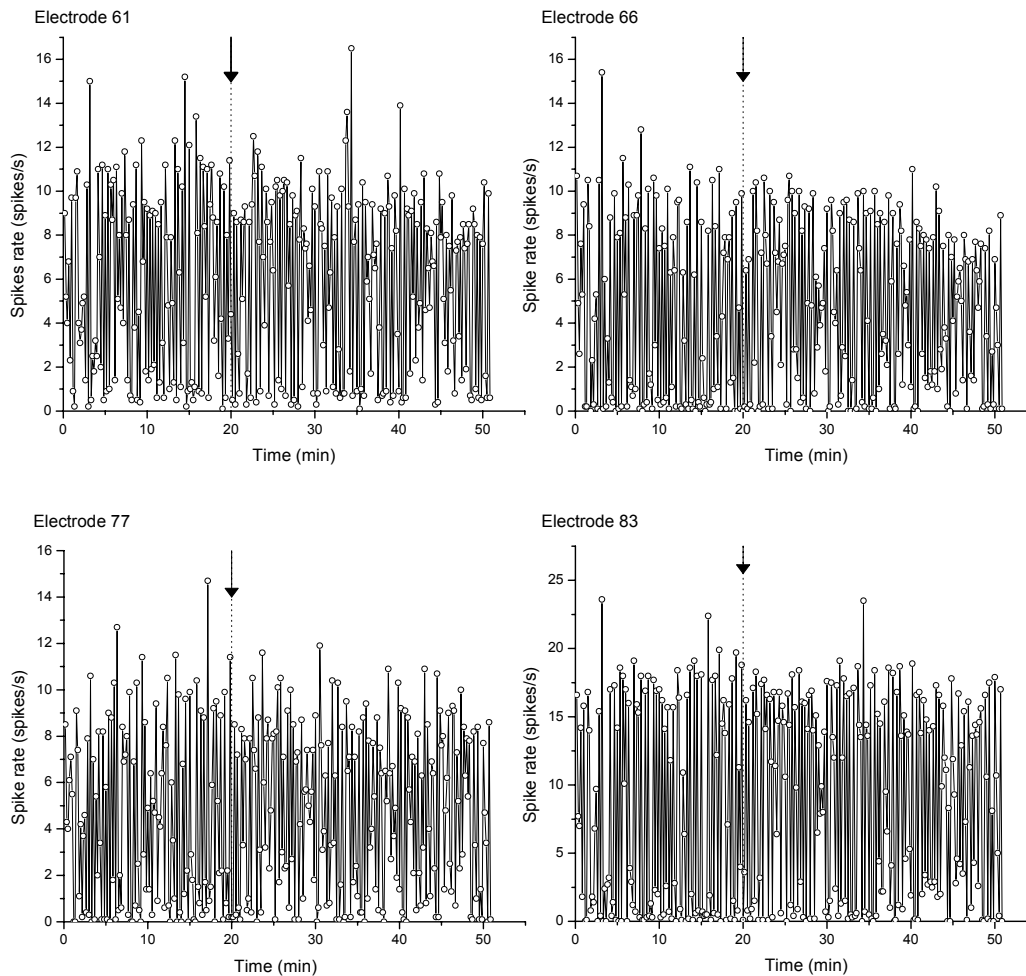 Electrode 61
Spikes rate (spikes/s)
16
14
12
10
8
6
4
2
0
0 10 20 30 40 50
Time (min)
Electrode 66
Spike rate (spikes/s)
16
14
12
10
8
6
4
2
0
0 10 20 30 40 50
Time (min)
Electrode 77
Spike rate (spikes/s)
16
14
12
10
8
6
4
2
0
0 10 20 30 40 50
Time (min)
Electrode 83
Spike rate (spikes/s)
25
20
15
10
5
0
0 10 20 30 40 50
Time (min)